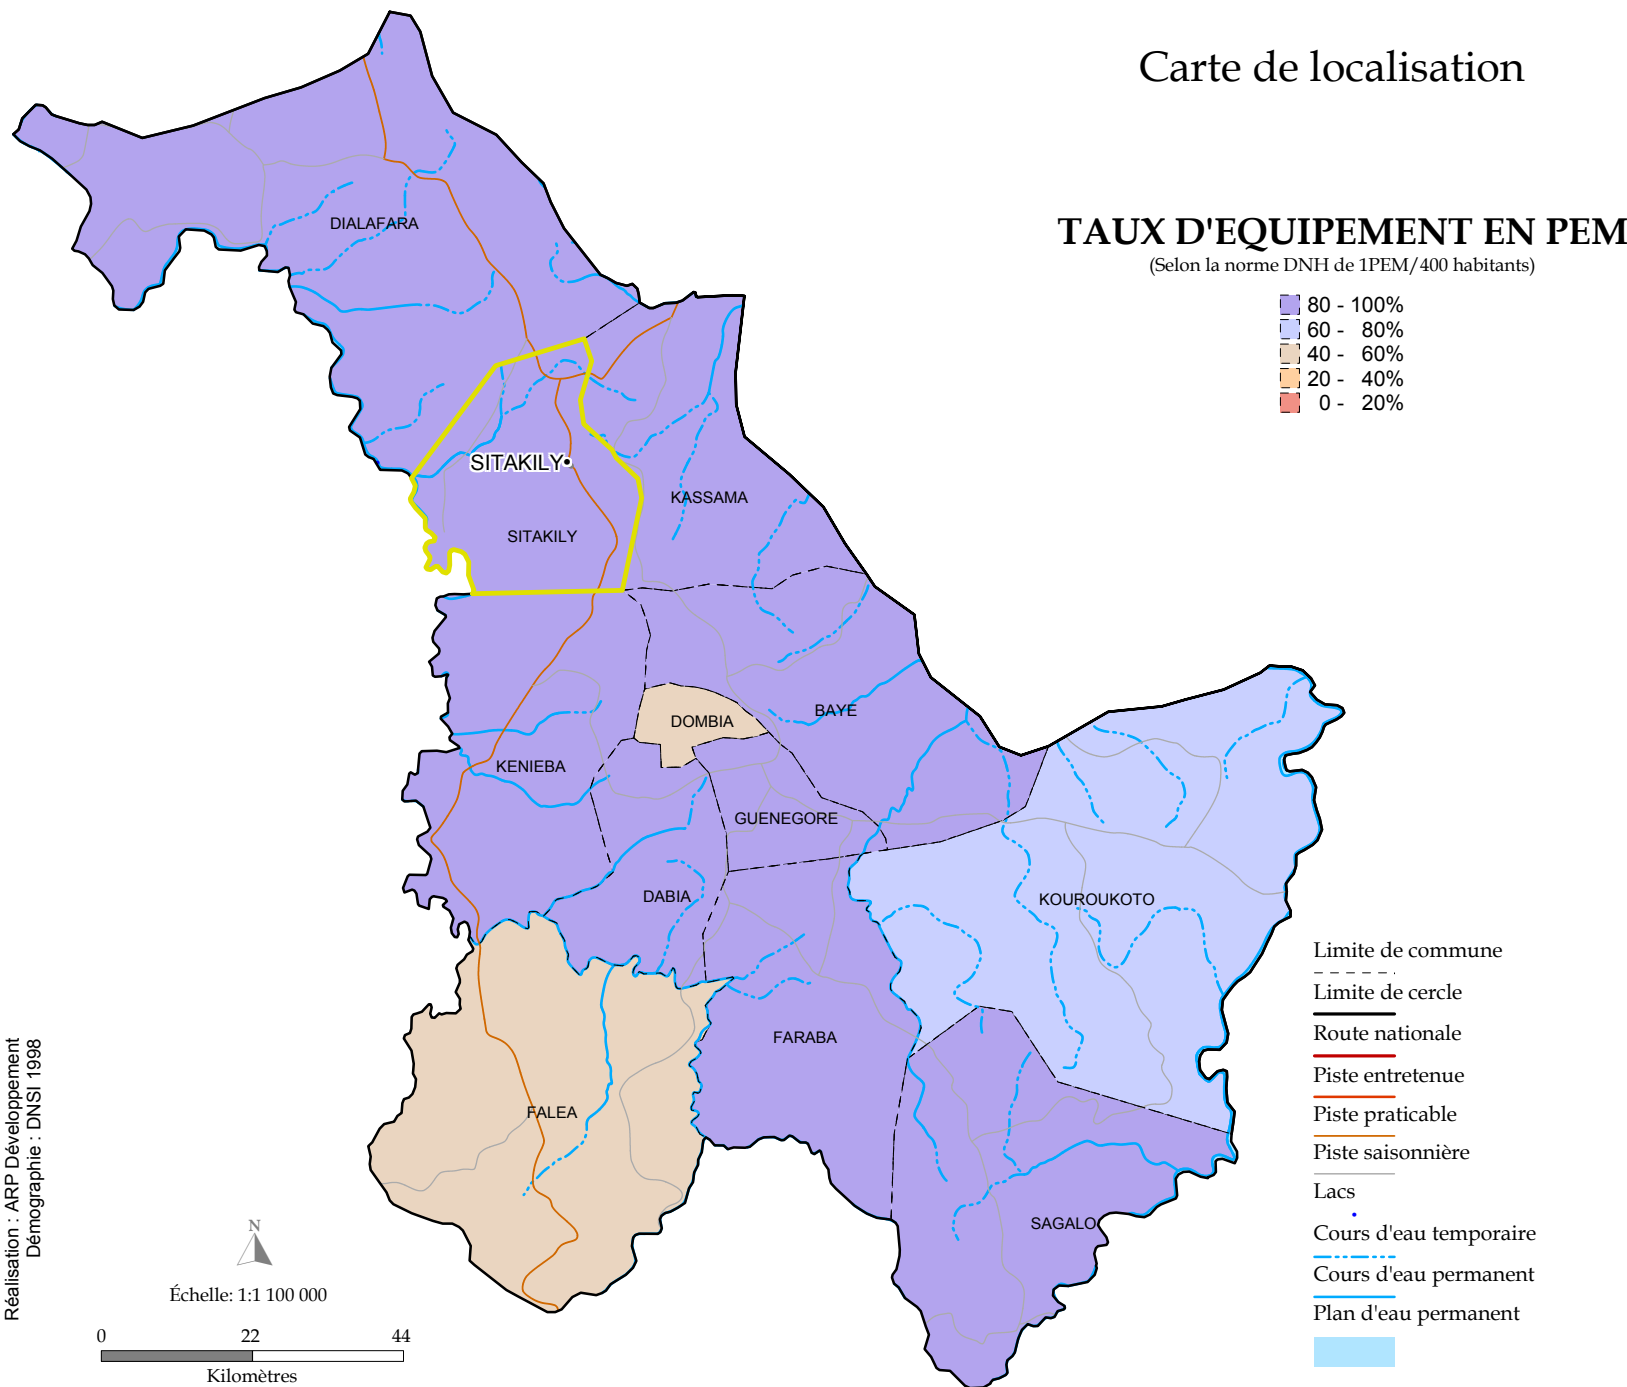 Carte de localisation
TAUX D'EQUIPEMENT EN PEM
(Selon la norme DNH de 1PEM/400 habitants)
80 - 100%
60 - 80%
40 - 60%
20 - 40%
0 - 20%
DIALAFARA
SITAKILY
KASSAMA
SITAKILY
DOMBIA
BAYE
KENIEBA
GUENEGORE
DABIA
KOUROUKOTO
FARABA
FALEA
SAGALO
Limite de commune
Limite de cercle
Route nationale
Piste entretenue
Piste praticable
Piste saisonnière
Lacs
Cours d'eau temporaire
Cours d'eau permanent
Plan d'eau permanent
Réalisation : ARP Développement
Démographie : DNSI 1998
N
Échelle: 1:1 100 000
0 22 44
Kilomètres